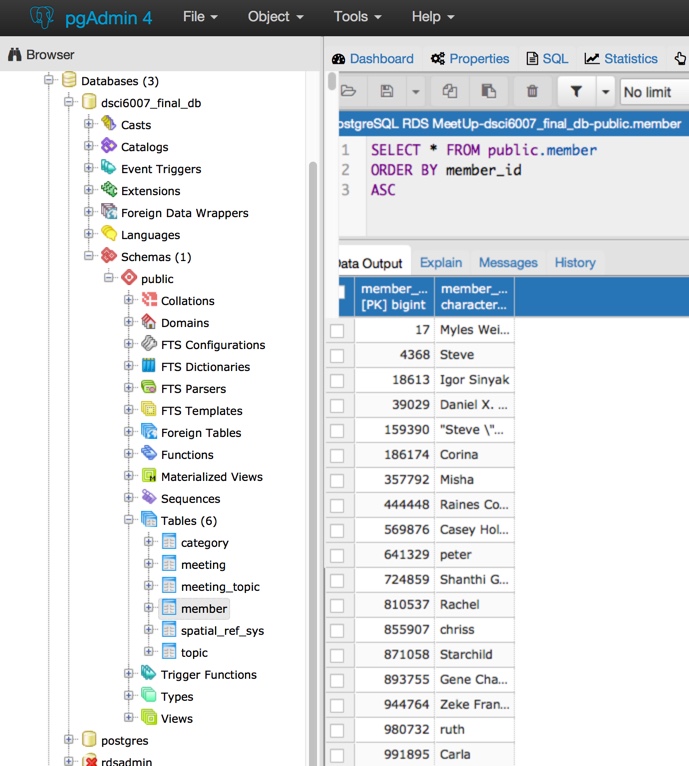 pgAdmin 4
File
Object
Tools
Help
Browser
Databases (3)
dsci6007_final_db
Casts
Catalogs
Event Triggers
Extensions
Foreign Data Wrappers
Languages
Schemas (1)
public
Collations
Domains
FTS Configurations
FTS Dictionaries
FTS Parsers
FTS Templates
Foreign Tables
Functions
Materialized Views
Sequences
Tables (6)
category
meeting
meeting_topic
member
spatial_ref_sys
topic
Trigger Functions
Types
Views
postgres
rdsadmin
Dashboard
Properties
SQL
Statistics
No limit
ostgreSQL RDS MeetUp-dsci6007_final_db-public.member
1 SELECT * FROM public.member
2 ORDER BY member_id
3 ASC
Data Output
Explain
Messages
History
member_... member_...
[PK] bigint character...
17 Myles Wei...
4368 Steve
18613 Igor Sinyak
39029 Daniel X. ...
159390 "Steve \"...
186174 Corina
357792 Misha
444448 Raines Co...
569876 Casey Hol...
641329 peter
724859 Shanthi G...
810537 Rachel
855907 chriss
871058 Starchild
893755 Gene Cha...
944764 Zeke Fran...
980732 ruth
991895 Carla